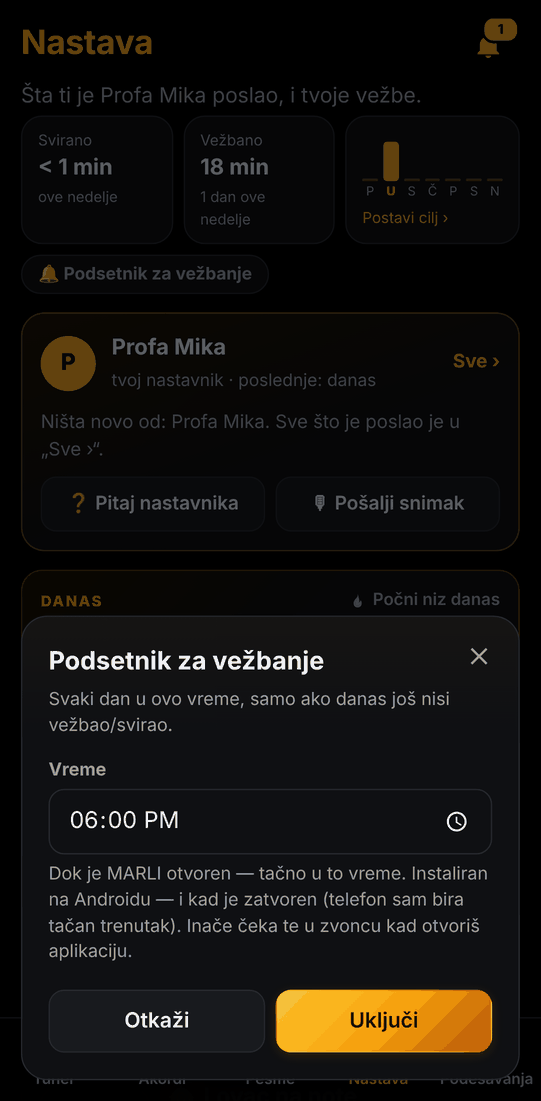 Nastava
1
Šta ti je Profa Mika poslao, i tvoje vežbe.
Svirano
< 1 min
ove nedelje
Vežbano
18 min
1 dan ove
nedelje
P U S Č P S N
Postavi cilj ›
🔔 Podsetnik za vežbanje
P
Profa Mika
tvoj nastavnik · poslednje: danas
Sve ›
Ništa novo od: Profa Mika. Sve što je poslao je u
„Sve ›“.
❓ Pitaj nastavnika
🎙 Pošalji snimak
DANAS
Počni niz danas
Podsetnik za vežbanje
Svaki dan u ovo vreme, samo ako danas još nisi
vežbao/svirao.
Vreme
06:00 PM
Dok je MARLI otvoren — tačno u to vreme. Instaliran
na Androidu — i kad je zatvoren (telefon sam bira
tačan trenutak). Inače čeka te u zvoncu kad otvoriš
aplikaciju.
Otkaži
Uključi
Tuner Akordi Pesme Nastava Podešavanja